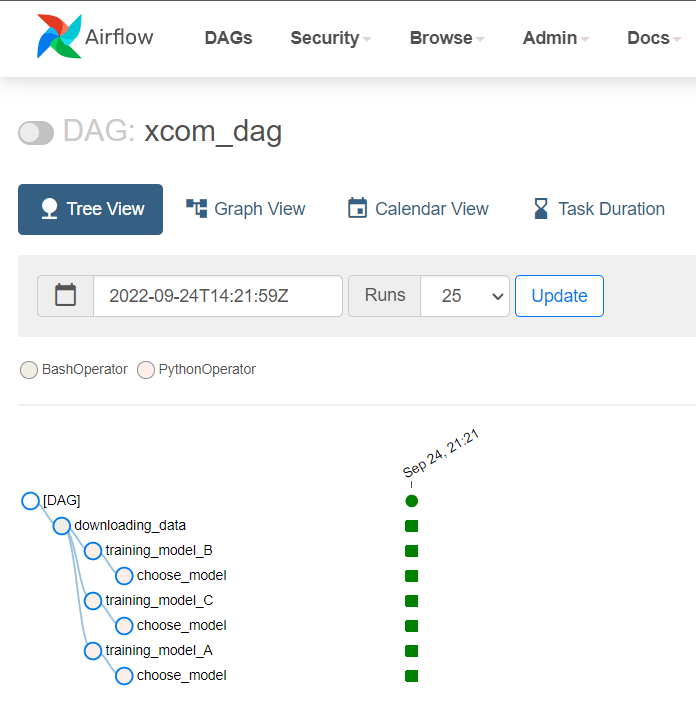 Airflow DAGs Security Browse Admin Docs
DAG: xcom_dag
Tree View Graph View Calendar View Task Duration
2022-09-24T14:21:59Z Runs 25 Update
BashOperator PythonOperator
Sep 24, 21:21
[DAG]
downloading_data
training_model_B
choose_model
training_model_C
choose_model
training_model_A
choose_model